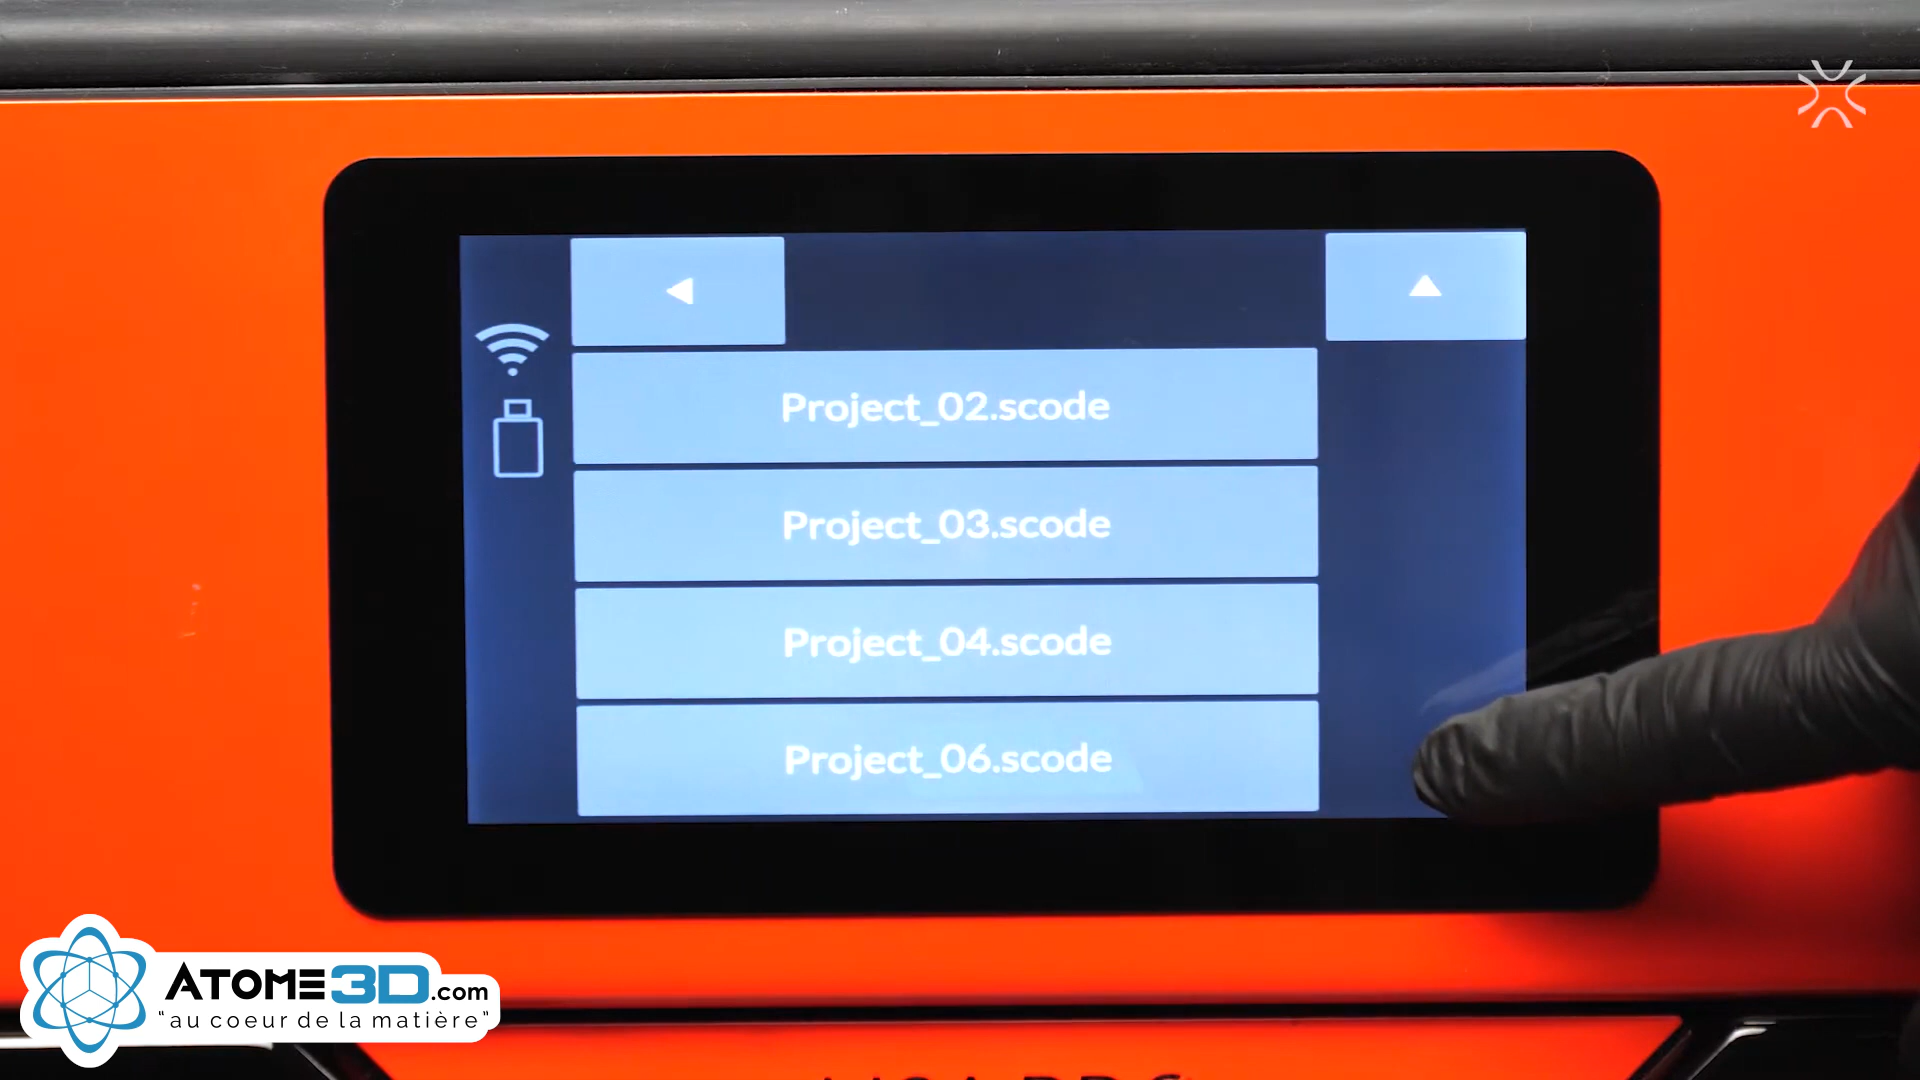 Project_02.scode
Project_03.scode
Project_04.scode
Project_06.scode
ATOME3D.com
"au coeur de la matière"